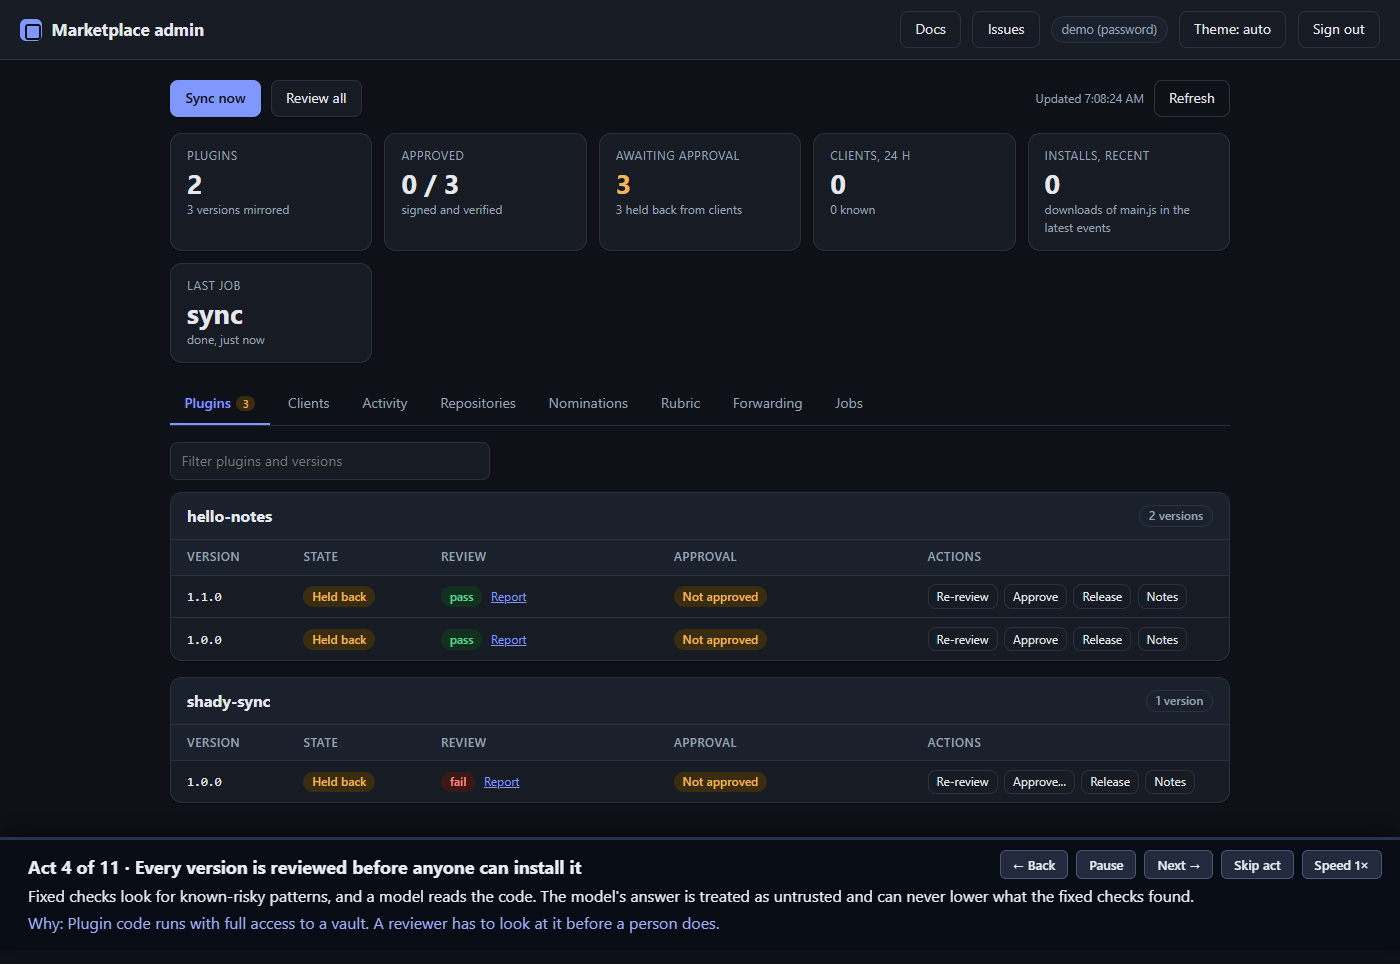 Marketplace admin
Docs
Issues
demo (password)
Theme: auto
Sign out
Sync now
Review all
Updated 7:08:24 AM
Refresh
PLUGINS
2
3 versions mirrored
APPROVED
0 / 3
signed and verified
AWAITING APPROVAL
3
3 held back from clients
CLIENTS, 24 H
0
0 known
INSTALLS, RECENT
0
downloads of main.js in the
latest events
LAST JOB
sync
done, just now
Plugins 3
Clients
Activity
Repositories
Nominations
Rubric
Forwarding
Jobs
Filter plugins and versions
hello-notes
2 versions
VERSION STATE REVIEW APPROVAL ACTIONS
1.1.0 Held back pass Report Not approved Re-review Approve Release Notes
1.0.0 Held back pass Report Not approved Re-review Approve Release Notes
shady-sync
1 version
VERSION STATE REVIEW APPROVAL ACTIONS
1.0.0 Held back fail Report Not approved Re-review Approve... Release Notes
Act 4 of 11 · Every version is reviewed before anyone can install it
← Back
Pause
Next →
Skip act
Speed 1×
Fixed checks look for known-risky patterns, and a model reads the code. The model's answer is treated as untrusted and can never lower what the fixed checks found.
Why: Plugin code runs with full access to a vault. A reviewer has to look at it before a person does.